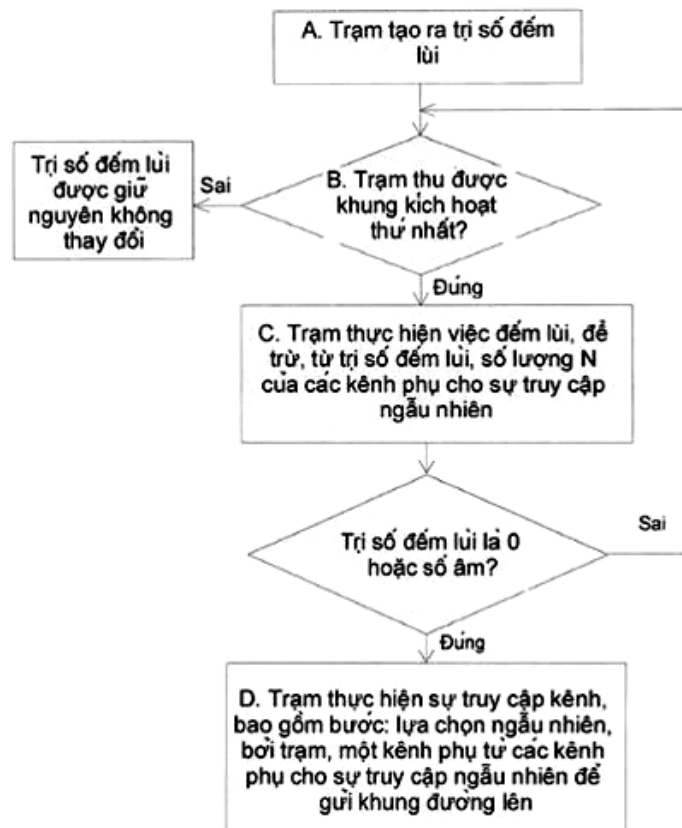 A. Trạm tạo ra trị số đếm
lùi
Trị số đếm lùi
được giữ
nguyên không
thay đổi
Sai
B. Trạm thu được
khung kích hoạt
thứ nhất?
Đúng
C. Trạm thực hiện việc đếm lùi, để
trừ, từ trị số đếm lùi, số lượng N
của các kênh phụ cho sự truy cập
ngẫu nhiên
Trị số đếm lùi là 0
hoặc số âm?
Sai
Đúng
D. Trạm thực hiện sự truy cập kênh,
bao gồm bước: lựa chọn ngẫu nhiên,
bởi trạm, một kênh phụ từ các kênh
phụ cho sự truy cập ngẫu nhiên để
gửi khung đường lên